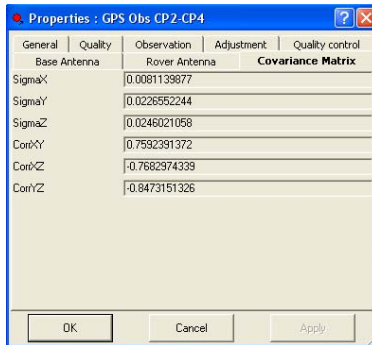 Properties : GPS Obs CP2-CP4
General Quality Observation Adjustment Quality control
Base Antenna Rover Antenna Covariance Matrix
SigmaX 0.0081139877
SigmaY 0.0226552244
SigmaZ 0.0246021058
CorrXY 0.7592391372
CorrXZ -0.7682974339
CorrYZ -0.8473151326
OK Cancel Apply